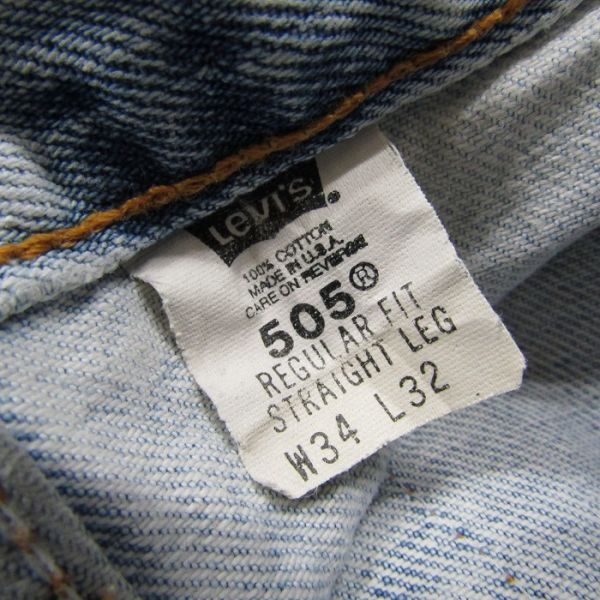 Levi's
100% COTTON
MADE IN U.S.A.
CARE ON REVERSE
505®
REGULAR FIT
STRAIGHT LEG
W34 L32